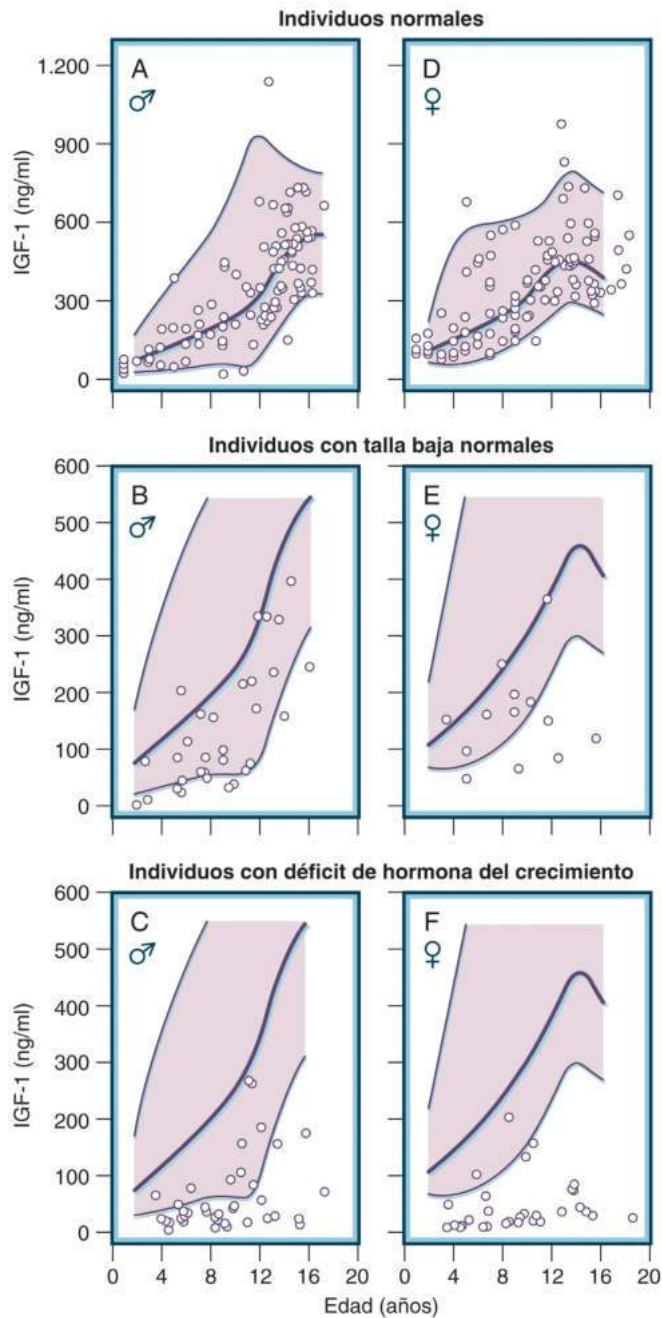 Individuos normales
A
D
♂
♀
1.200
900
600
300
0
IGF-1 (ng/ml)
Individuos con talla baja normales
B
E
♂
♀
600
500
400
300
200
100
0
IGF-1 (ng/ml)
Individuos con déficit de hormona del crecimiento
C
F
♂
♀
600
500
400
300
200
100
0
IGF-1 (ng/ml)
0 4 8 12 16 20 0 4 8 12 16 20
Edad (años)